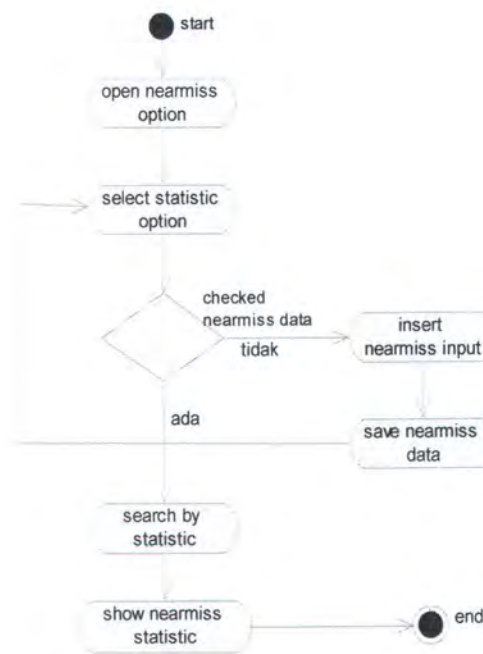 start
open nearmiss
option
select statistic
option
checked
nearmiss data
tidak
insert
nearmiss input
ada
save nearmiss
data
search by
statistic
show nearmiss
statistic
end